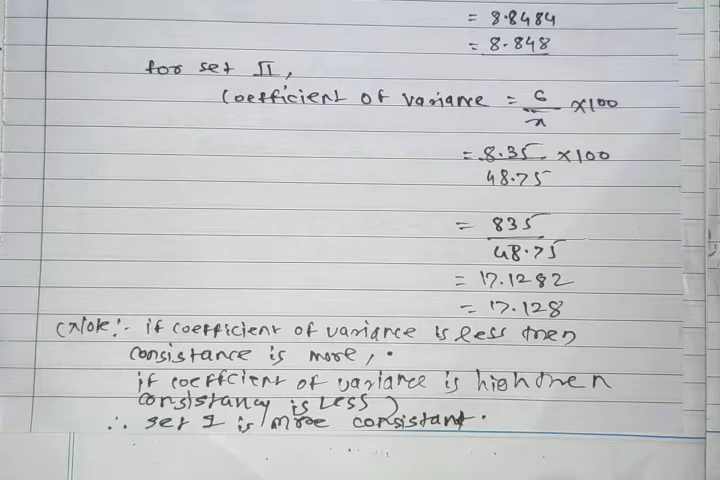 = 8.8484
= 8.848
for set II,
Coefficient of variance = σ/x̄ ×100
= 8.35/48.75 ×100
= 835/48.75
= 17.1282
= 17.128
(Note:- if coefficient of variance is less then
consistance is more,.
if coeffcient of variance is high then
consistancy is Less)
∴ set I is more consistant.